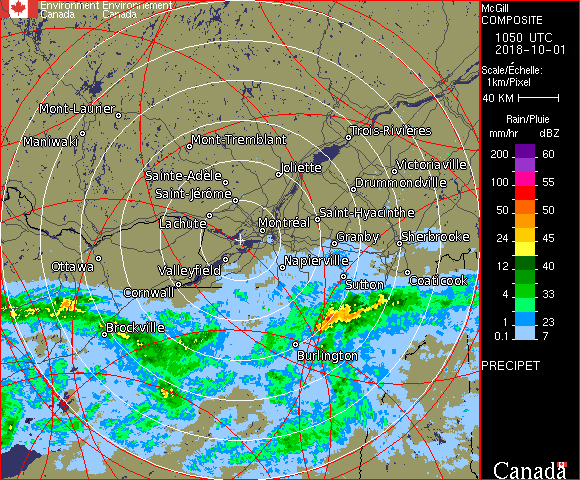 Environment Environnement
Canada Canada
McGill
COMPOSITE
1050 UTC
2018-10-01
Scale/Échelle:
1km/Pixel
40 KM
Rain/Pluie
mm/hr dBZ
200 60
100 55
50 50
24 45
12 40
4 33
1 23
0.1 7
PRECIPET
Canada
Mont-Laurier
Maniwaki
Mont-Tremblant
Trois-Rivières
Joliette
Victoriaville
Sainte-Adèle
Drummondville
Saint-Jérôme
Lachute
Saint-Hyacinthe
Montréal
Granby
Sherbrooke
Ottawa
Valleyfield
Napierville
Cornwall
Sutton
Coaticook
Brockville
Burlington